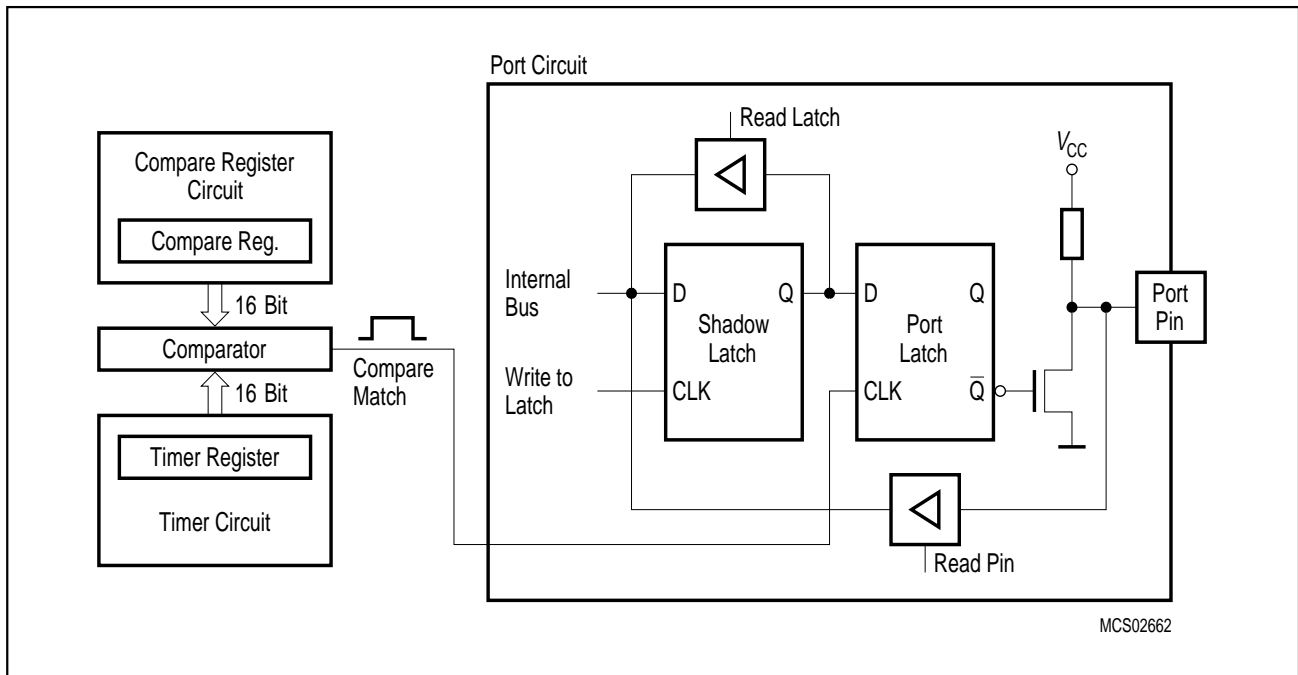 Port Circuit
Compare Register
Circuit
Compare Reg.
16 Bit
Comparator
16 Bit
Timer Register
Timer Circuit
Compare
Match
Read Latch
VCC
Internal
Bus
D
Q
Shadow
Latch
CLK
D
Q
Port
Latch
CLK
Q̅
Write to
Latch
Port
Pin
Read Pin
MCS02662